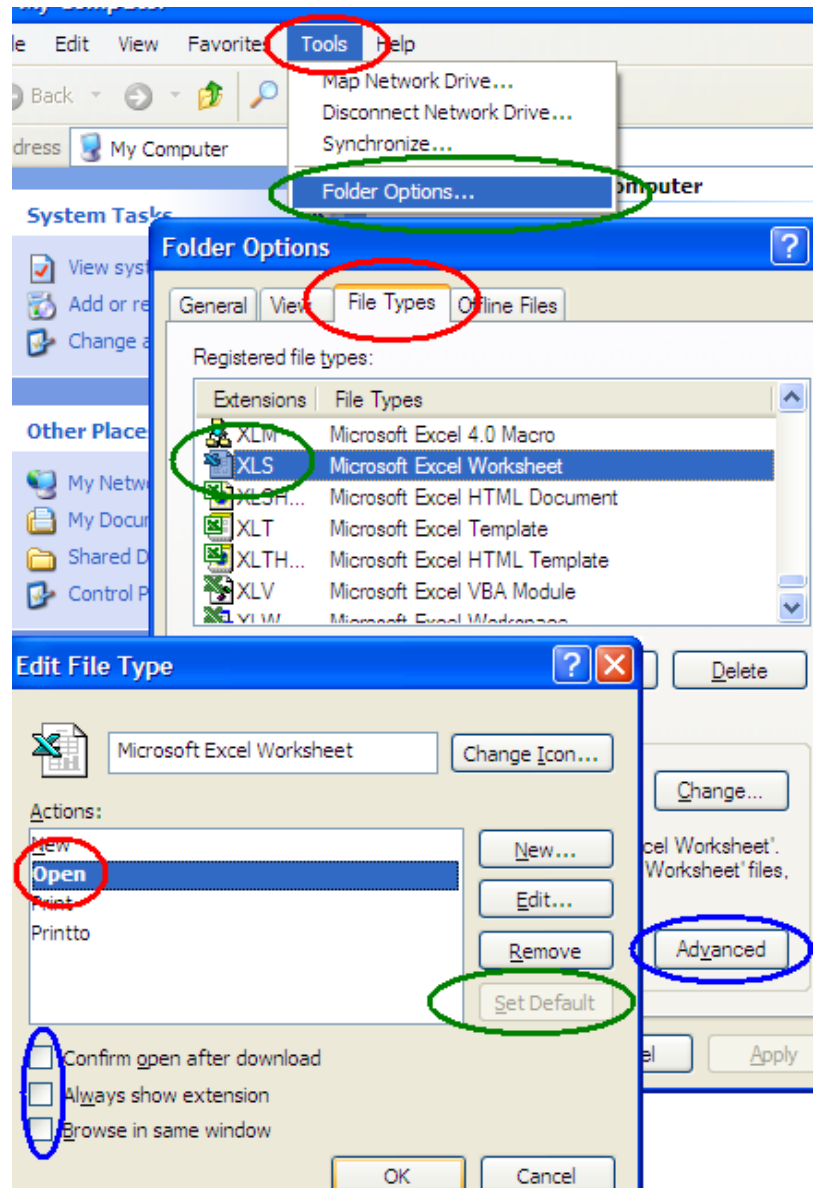 My Computer
le Edit View Favorites Tools Help
Back
Map Network Drive...
Disconnect Network Drive...
Synchronize...
Folder Options...
dress My Computer
omputer
System Tasks
View syst
Add or re
Change a
Other Place
My Netwo
My Docur
Shared D
Control P
Folder Options
General View File Types Offline Files
Registered file types:
Extensions File Types
XLM Microsoft Excel 4.0 Macro
XLS Microsoft Excel Worksheet
XLSH... Microsoft Excel HTML Document
XLT Microsoft Excel Template
XLTH... Microsoft Excel HTML Template
XLV Microsoft Excel VBA Module
XLW Microsoft Excel Workspace
Delete
Change...
cel Worksheet'.
Worksheet' files,
Advanced
el Apply
Edit File Type
Microsoft Excel Worksheet Change Icon...
Actions:
New
Open
Print
Printto
New...
Edit...
Remove
Set Default
Confirm open after download
Always show extension
Browse in same window
OK Cancel